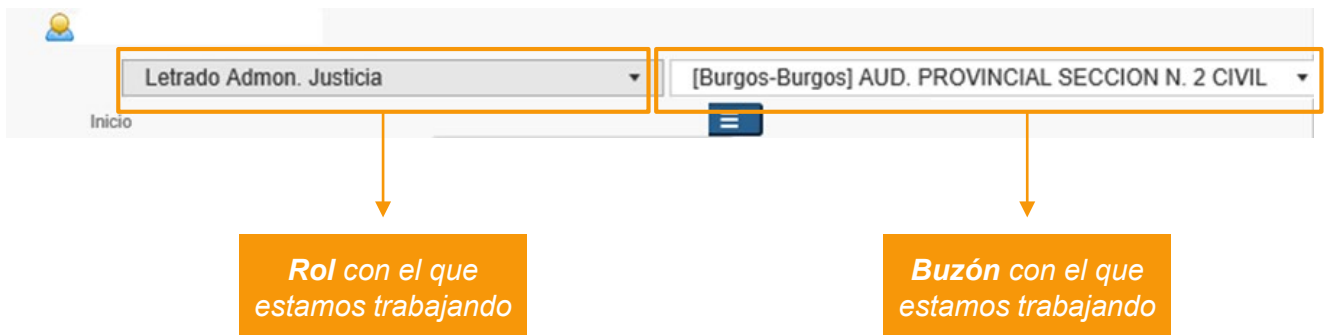 Letrado Admon. Justicia
[Burgos-Burgos] AUD. PROVINCIAL SECCION N. 2 CIVIL
Inicio
Rol con el que
estamos trabajando
Buzón con el que
estamos trabajando